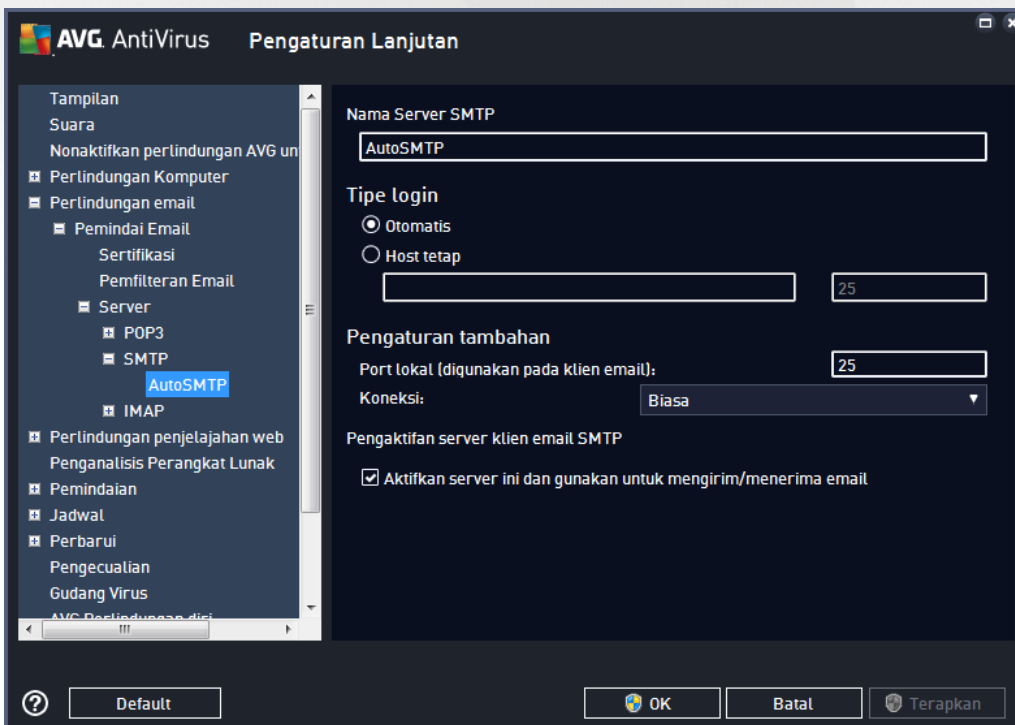 AVG AntiVirus Pengaturan Lanjutan
Tampilan
Suara
Nonaktifkan perlindungan AVG un
Perlindungan Komputer
Perlindungan email
Pemindai Email
Sertifikasi
Pemfilteran Email
Server
POP3
SMTP
AutoSMTP
IMAP
Perlindungan penjelajahan web
Penganalisis Perangkat Lunak
Pemindaian
Jadwal
Perbarui
Pengecualian
Gudang Virus
AVG Perlindungan diri
Nama Server SMTP
AutoSMTP
Tipe login
Otomatis
Host tetap
25
Pengaturan tambahan
Port lokal (digunakan pada klien email): 25
Koneksi: Biasa
Pengaktifan server klien email SMTP
Aktifkan server ini dan gunakan untuk mengirim/menerima email
? Default OK Batal Terapkan